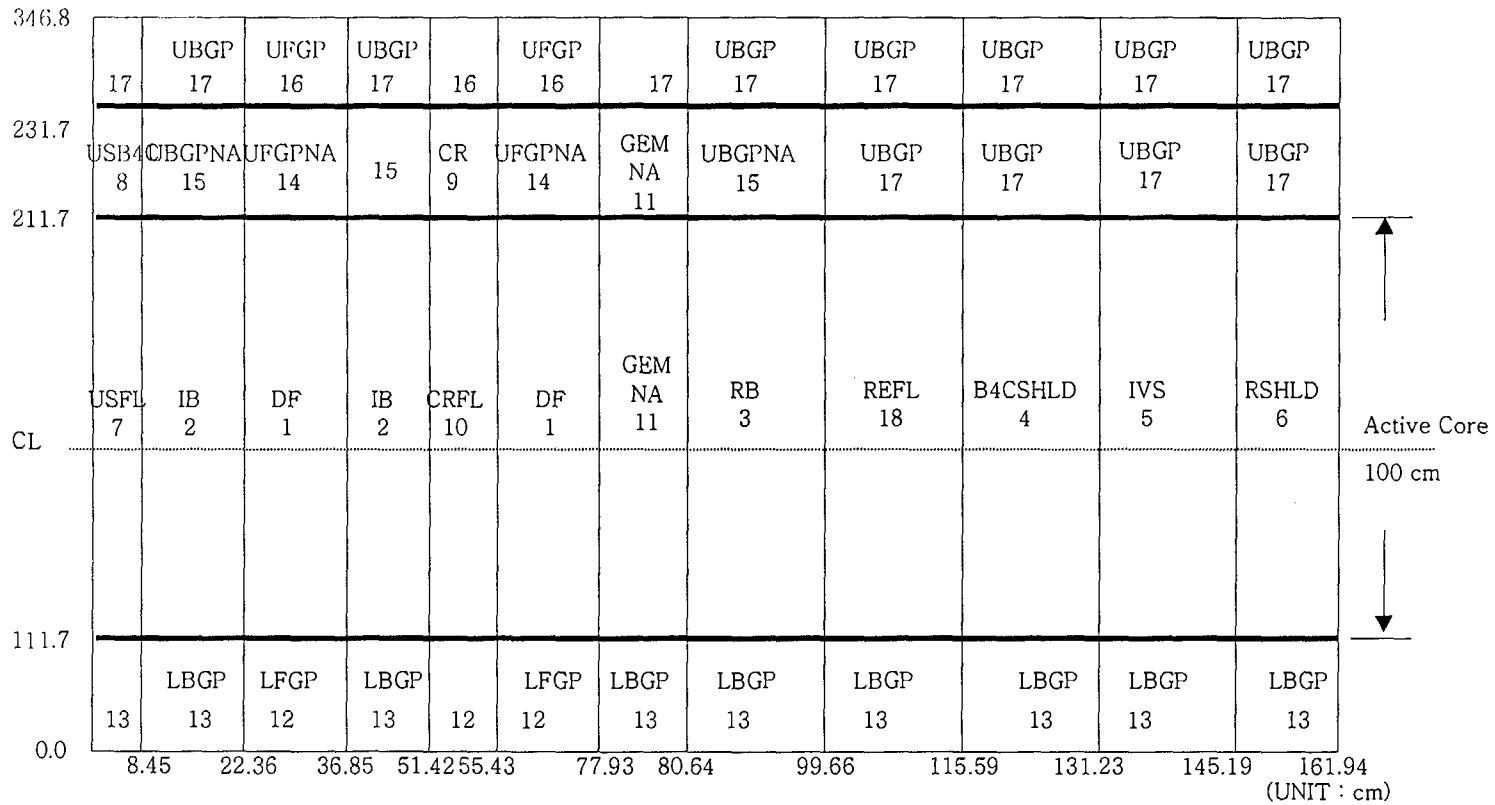 346.8
UBGP UFGP UBGP UFGP UBGP UBGP UBGP UBGP UBGP
17 17 16 17 16 16 17 17 17 17 17 17
231.7
USB4C UBGPNA UFGPNA 15 CR UFGPNA GEM NA UBGPNA UBGP UBGP UBGP UBGP
8 15 14 9 14 11 15 17 17 17 17
211.7
USFL IB DF IB CRFL DF GEM NA RB REFL B4CSHLD IVS RSHLD
7 2 1 2 10 1 11 3 18 4 5 6
Active Core
CL
100 cm
111.7
LBGP LFGP LBGP LFGP LBGP LBGP LBGP LBGP LBGP LBGP
13 13 12 13 12 12 13 13 13 13 13 13
0.0
8.45 22.36 36.85 51.42 55.43 77.93 80.64 99.66 115.59 131.23 145.19 161.94
(UNIT : cm)